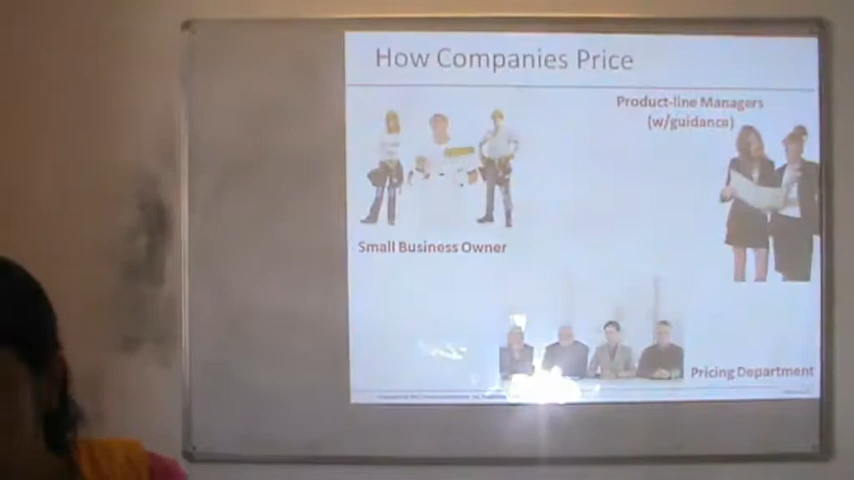 How Companies Price
Product-line Managers
(w/guidance)
Small Business Owner
Pricing Department